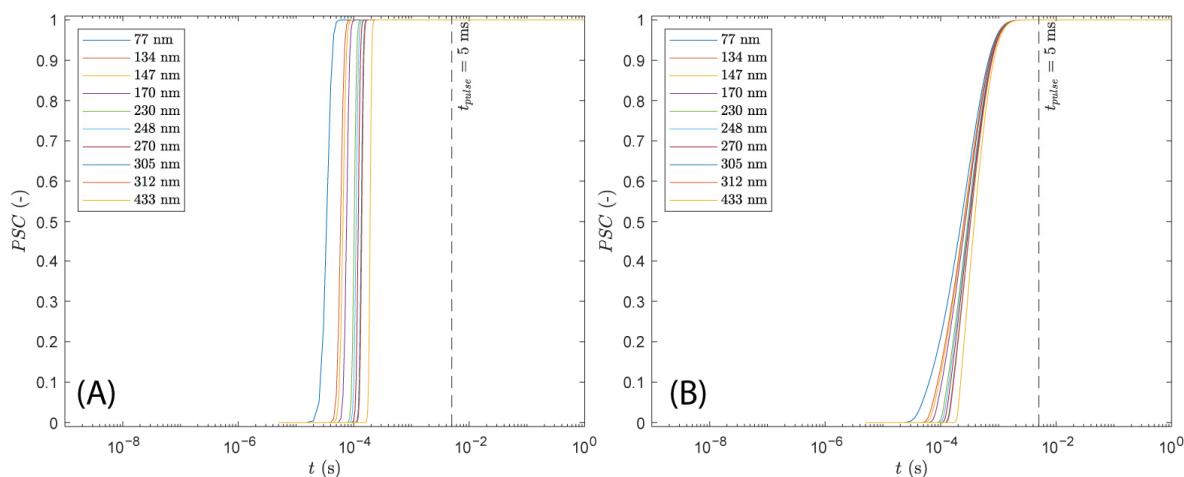 1
0.9
0.8
0.7
0.6
0.5
0.4
0.3
0.2
0.1
0
PSC (-)
77 nm
134 nm
147 nm
170 nm
230 nm
248 nm
270 nm
305 nm
312 nm
433 nm
t_pulse = 5 ms
(A)
10^-8 10^-6 10^-4 10^-2 10^0
t (s)
1
0.9
0.8
0.7
0.6
0.5
0.4
0.3
0.2
0.1
0
PSC (-)
77 nm
134 nm
147 nm
170 nm
230 nm
248 nm
270 nm
305 nm
312 nm
433 nm
t_pulse = 5 ms
(B)
10^-8 10^-6 10^-4 10^-2 10^0
t (s)